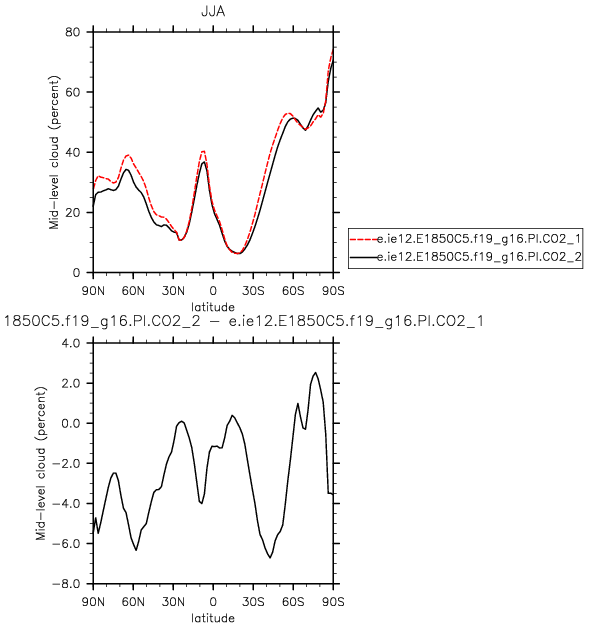 JJA
80
60
40
20
0
Mid-level cloud (percent)
90N 60N 30N 0 30S 60S 90S
latitude
e.ie12.E1850C5.f19_g16.PI.CO2_1
e.ie12.E1850C5.f19_g16.PI.CO2_2
1850C5.f19_g16.PI.CO2_2 - e.ie12.E1850C5.f19_g16.PI.CO2_1
4.0
2.0
0.0
-2.0
-4.0
-6.0
-8.0
Mid-level cloud (percent)
90N 60N 30N 0 30S 60S 90S
latitude